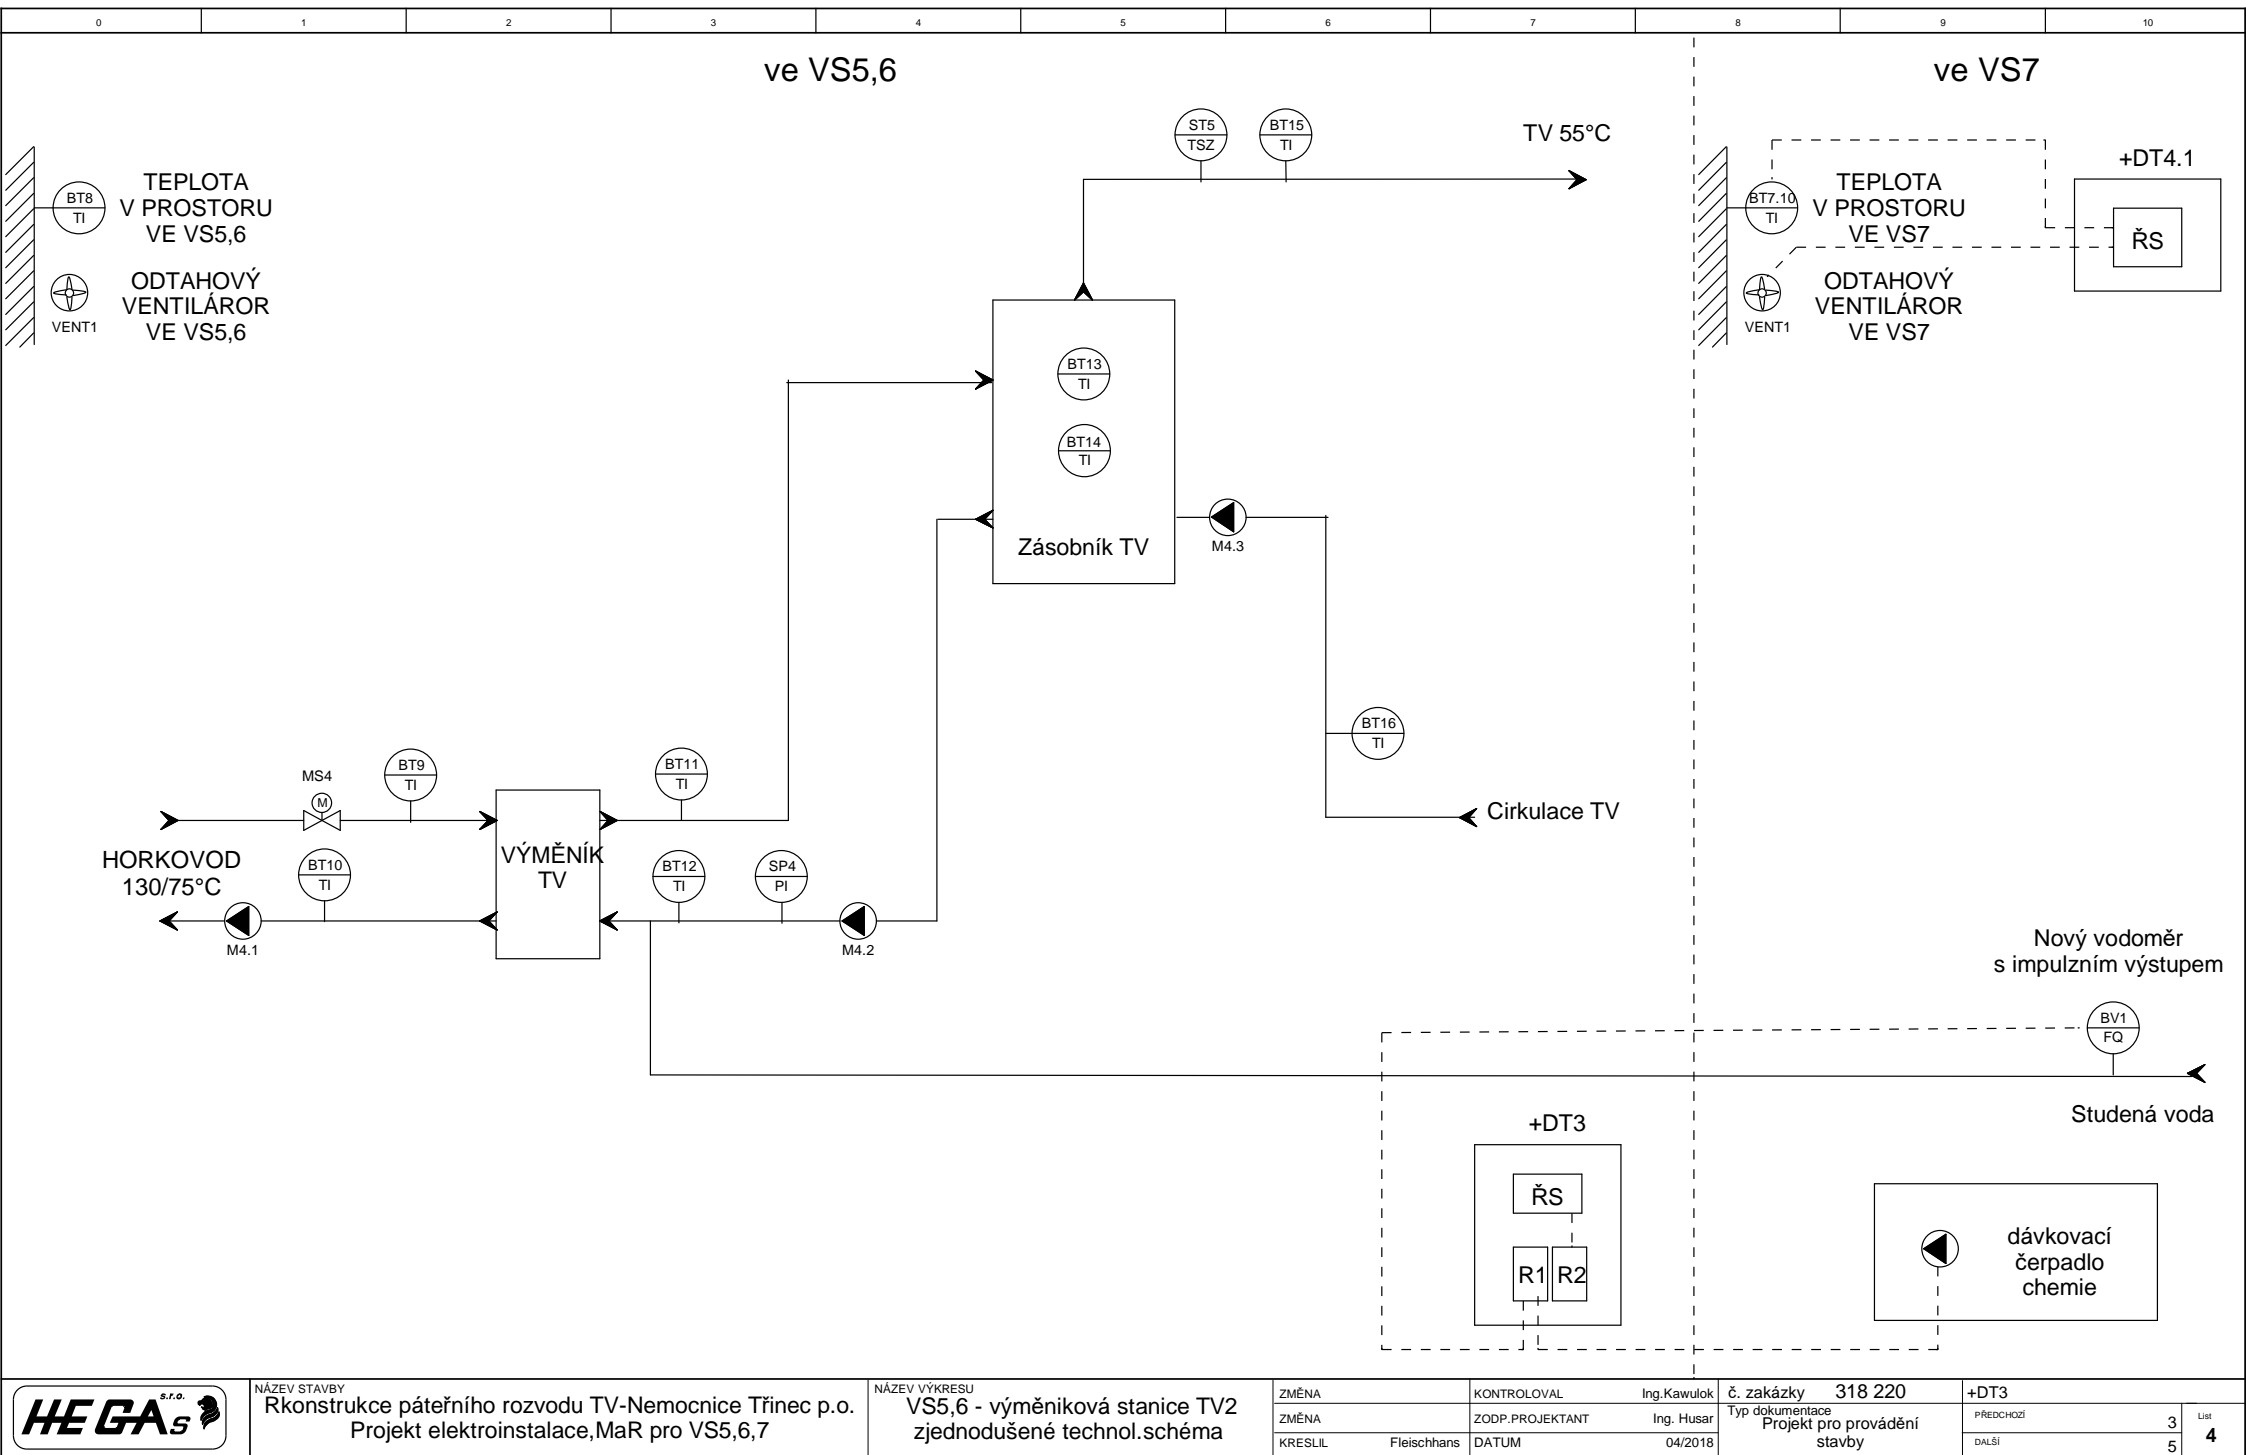 0 1 2 3 4 5 6 7 8 9 10
ve VS5,6
ve VS7
BT8
TI
TEPLOTA
V PROSTORU
VE VS5,6
VENT1
ODTAHOVÝ
VENTILÁROR
VE VS5,6
ST5
TSZ
BT15
TI
TV 55°C
BT7.10
TI
TEPLOTA
V PROSTORU
VE VS7
VENT1
ODTAHOVÝ
VENTILÁROR
VE VS7
+DT4.1
ŘS
BT13
TI
BT14
TI
Zásobník TV
M4.3
BT16
TI
Cirkulace TV
MS4
M
BT9
TI
BT11
TI
HORKOVOD
130/75°C
BT10
TI
M4.1
VÝMĚNÍK
TV
BT12
TI
SP4
PI
M4.2
Nový vodoměr
s impulzním výstupem
BV1
FQ
Studená voda
+DT3
ŘS
R1 R2
dávkovací
čerpadlo
chemie
HEGAs s.r.o.
NÁZEV STAVBY
Rkonstrukce páteřního rozvodu TV-Nemocnice Třinec p.o.
Projekt elektroinstalace,MaR pro VS5,6,7
NÁZEV VÝKRESU
VS5,6 - výměniková stanice TV2
zjednodušené technol.schéma
ZMĚNA
ZMĚNA
KRESLIL Fleischhans
KONTROLOVAL Ing.Kawulok
ZODP.PROJEKTANT Ing. Husar
DATUM 04/2018
č. zakázky 318 220
Typ dokumentace
Projekt pro provádění
stavby
+DT3
PŘEDCHOZÍ 3
DALŠÍ 5
List
4